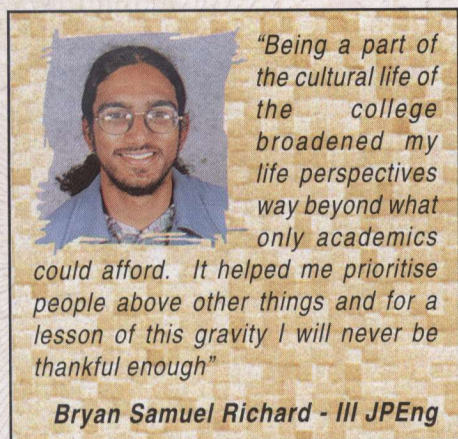 “Being a part of
the cultural life of
the college
broadened my
life perspectives
way beyond what
only academics
could afford. It helped me prioritise
people above other things and for a
lesson of this gravity I will never be
thankful enough”
Bryan Samuel Richard - III JPEng